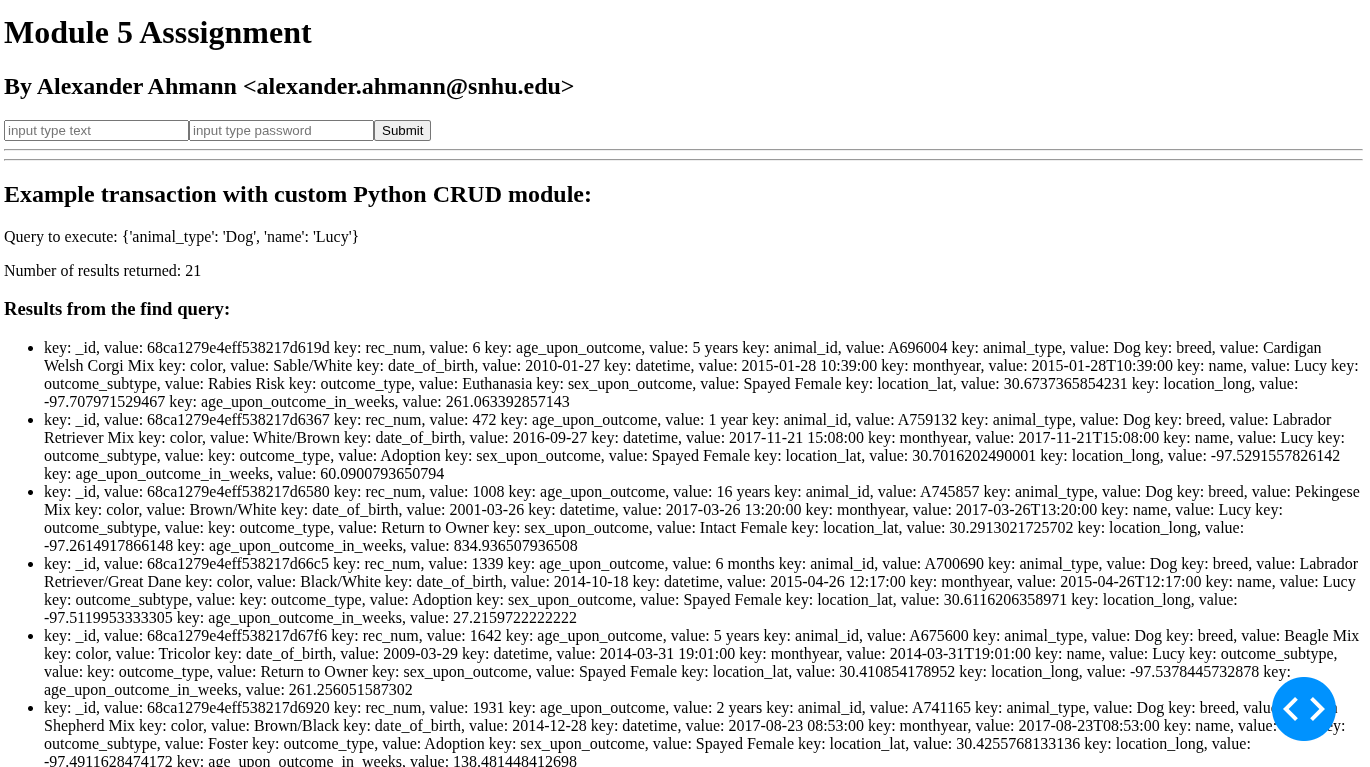 Module 5 Asssignment
By Alexander Ahmann <alexander.ahmann@snhu.edu>
input type text input type password Submit
Example transaction with custom Python CRUD module:
Query to execute: {'animal_type': 'Dog', 'name': 'Lucy'}
Number of results returned: 21
Results from the find query:
• key: _id, value: 68ca1279e4eff538217d619d key: rec_num, value: 6 key: age_upon_outcome, value: 5 years key: animal_id, value: A696004 key: animal_type, value: Dog key: breed, value: Cardigan
Welsh Corgi Mix key: color, value: Sable/White key: date_of_birth, value: 2010-01-27 key: datetime, value: 2015-01-28 10:39:00 key: monthyear, value: 2015-01-28T10:39:00 key: name, value: Lucy key:
outcome_subtype, value: Rabies Risk key: outcome_type, value: Euthanasia key: sex_upon_outcome, value: Spayed Female key: location_lat, value: 30.6737365854231 key: location_long, value:
-97.707971529467 key: age_upon_outcome_in_weeks, value: 261.063392857143
• key: _id, value: 68ca1279e4eff538217d6367 key: rec_num, value: 472 key: age_upon_outcome, value: 1 year key: animal_id, value: A759132 key: animal_type, value: Dog key: breed, value: Labrador
Retriever Mix key: color, value: White/Brown key: date_of_birth, value: 2016-09-27 key: datetime, value: 2017-11-21 15:08:00 key: monthyear, value: 2017-11-21T15:08:00 key: name, value: Lucy key:
outcome_subtype, value: key: outcome_type, value: Adoption key: sex_upon_outcome, value: Spayed Female key: location_lat, value: 30.7016202490001 key: location_long, value: -97.5291557826142
key: age_upon_outcome_in_weeks, value: 60.0900793650794
• key: _id, value: 68ca1279e4eff538217d6580 key: rec_num, value: 1008 key: age_upon_outcome, value: 16 years key: animal_id, value: A745857 key: animal_type, value: Dog key: breed, value: Pekingese
Mix key: color, value: Brown/White key: date_of_birth, value: 2001-03-26 key: datetime, value: 2017-03-26 13:20:00 key: monthyear, value: 2017-03-26T13:20:00 key: name, value: Lucy key:
outcome_subtype, value: key: outcome_type, value: Return to Owner key: sex_upon_outcome, value: Intact Female key: location_lat, value: 30.2913021725702 key: location_long, value:
-97.2614917866148 key: age_upon_outcome_in_weeks, value: 834.936507936508
• key: _id, value: 68ca1279e4eff538217d66c5 key: rec_num, value: 1339 key: age_upon_outcome, value: 6 months key: animal_id, value: A700690 key: animal_type, value: Dog key: breed, value: Labrador
Retriever/Great Dane key: color, value: Black/White key: date_of_birth, value: 2014-10-18 key: datetime, value: 2015-04-26 12:17:00 key: monthyear, value: 2015-04-26T12:17:00 key: name, value: Lucy
key: outcome_subtype, value: key: outcome_type, value: Adoption key: sex_upon_outcome, value: Spayed Female key: location_lat, value: 30.6116206358971 key: location_long, value:
-97.5119953333305 key: age_upon_outcome_in_weeks, value: 27.2159722222222
• key: _id, value: 68ca1279e4eff538217d67f6 key: rec_num, value: 1642 key: age_upon_outcome, value: 5 years key: animal_id, value: A675600 key: animal_type, value: Dog key: breed, value: Beagle Mix
key: color, value: Tricolor key: date_of_birth, value: 2009-03-29 key: datetime, value: 2014-03-31 19:01:00 key: monthyear, value: 2014-03-31T19:01:00 key: name, value: Lucy key: outcome_subtype,
value: key: outcome_type, value: Return to Owner key: sex_upon_outcome, value: Spayed Female key: location_lat, value: 30.410854178952 key: location_long, value: -97.5378445732878 key:
age_upon_outcome_in_weeks, value: 261.256051587302
• key: _id, value: 68ca1279e4eff538217d6920 key: rec_num, value: 1931 key: age_upon_outcome, value: 2 years key: animal_id, value: A741165 key: animal_type, value: Dog key: breed,
Shepherd Mix key: color, value: Brown/Black key: date_of_birth, value: 2014-12-28 key: datetime, value: 2017-08-23 08:53:00 key: monthyear, value: 2017-08-23T08:53:00 key: name, value:
outcome_subtype, value: Foster key: outcome_type, value: Adoption key: sex_upon_outcome, value: Spayed Female key: location_lat, value: 30.4255768133136 key: location_long, value:
-97.4911628474172 key: age_upon_outcome_in_weeks, value: 138.481448412698